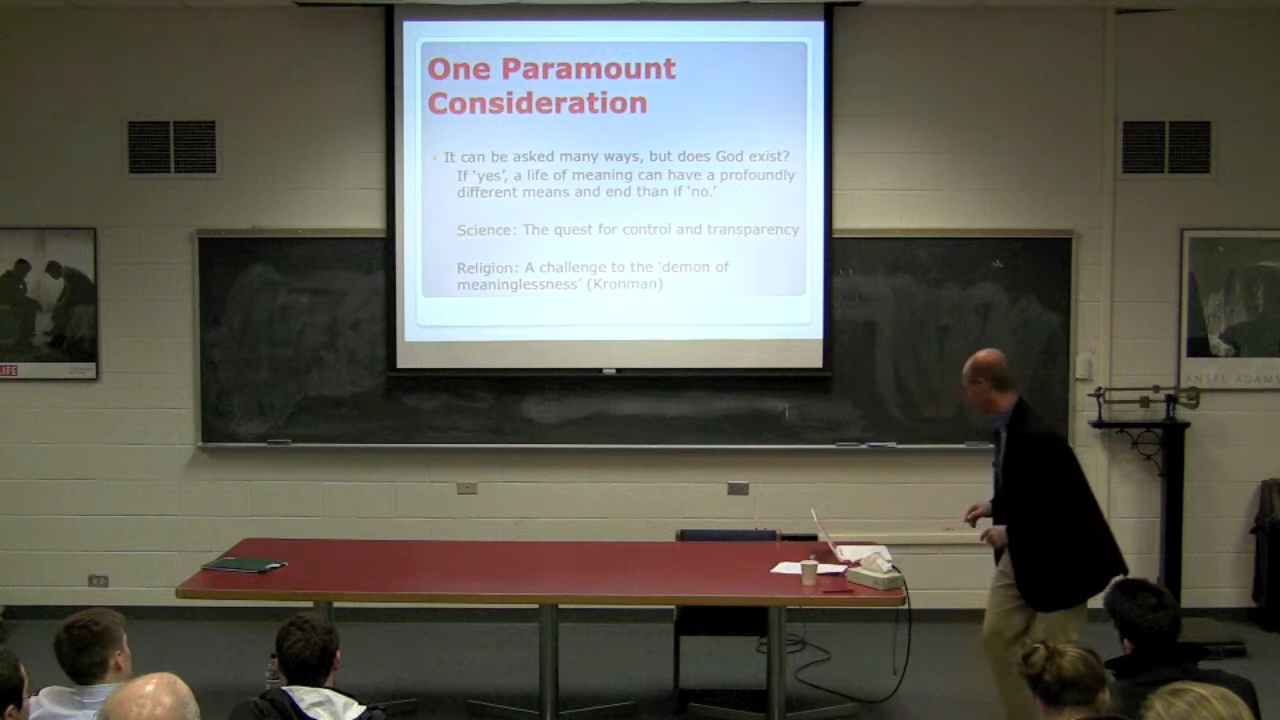 One Paramount
Consideration
It can be asked many ways, but does God exist?
If ‘yes’, a life of meaning can have a profoundly
different means and end than if ‘no.’
Science: The quest for control and transparency
Religion: A challenge to the ‘demon of
meaninglessness’ (Kronman)
LIFE
ANSEL ADAMS